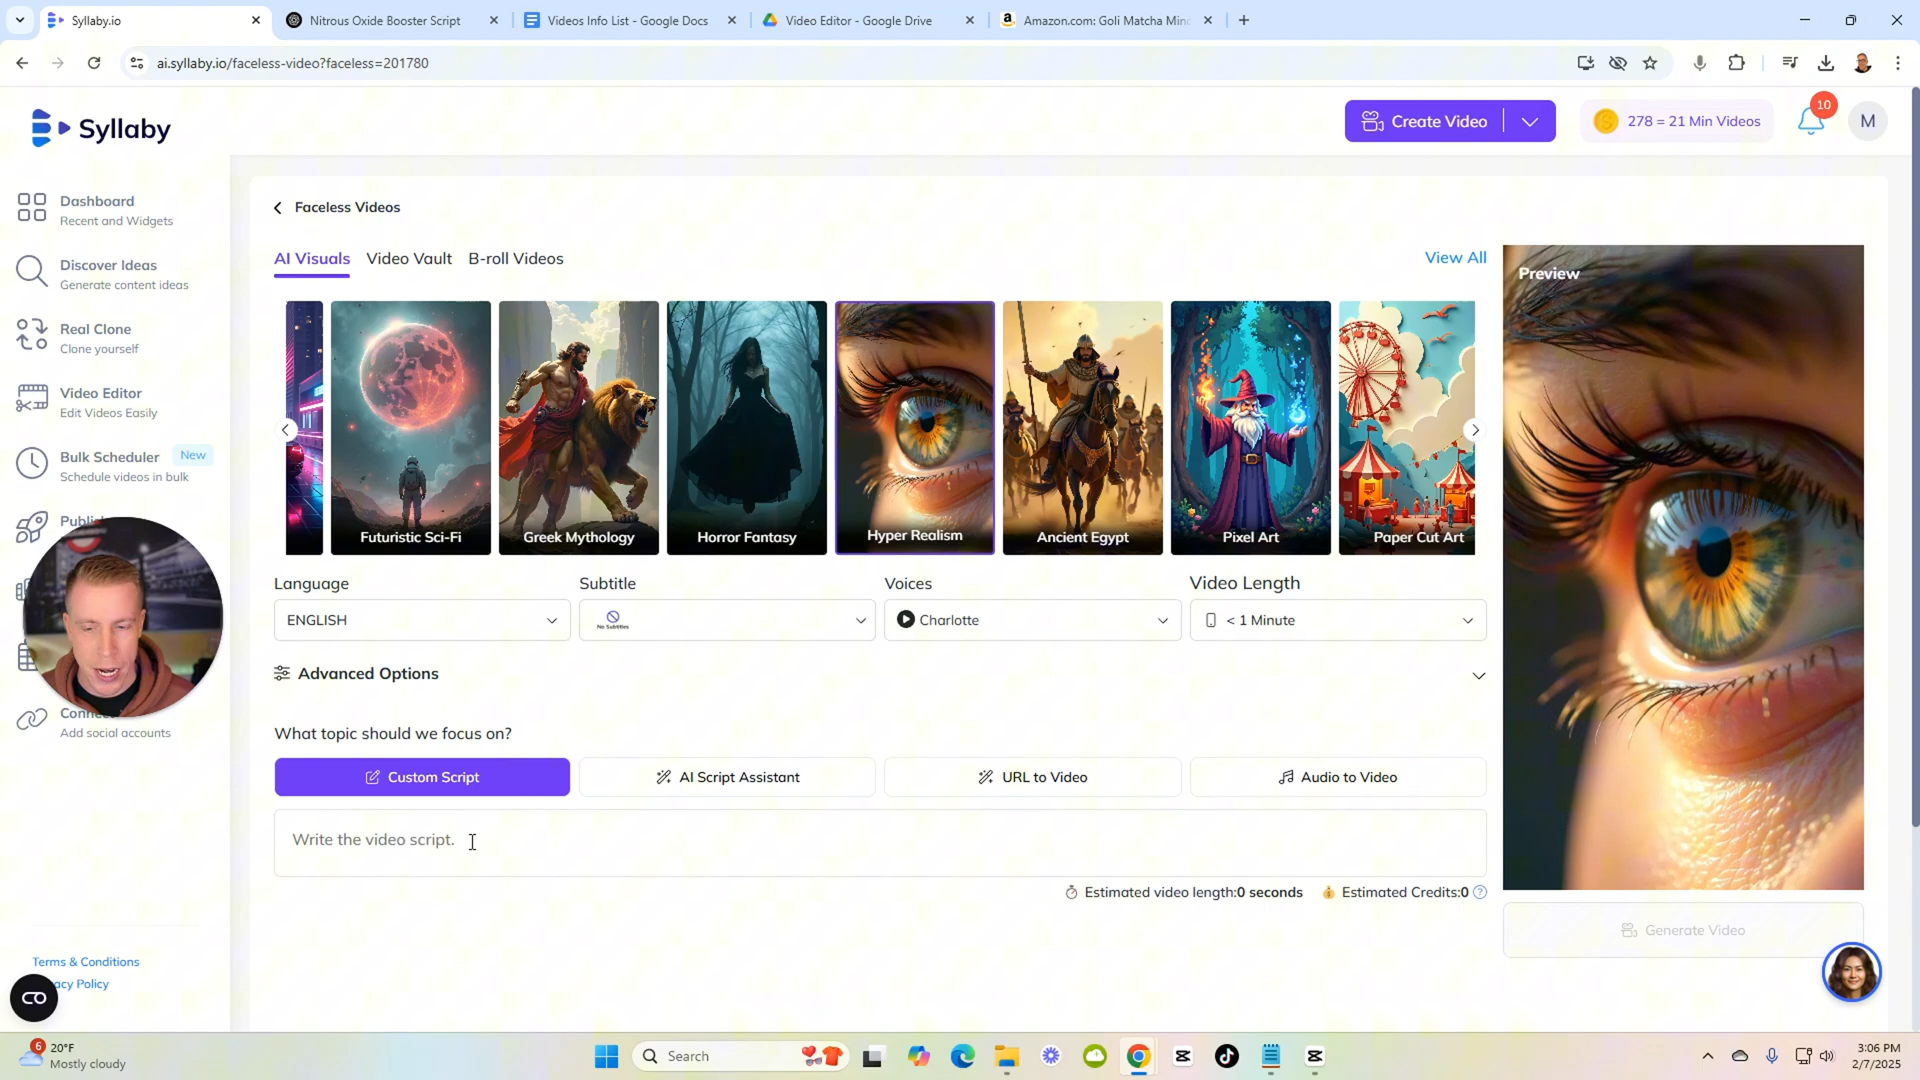 Syllaby.io
Nitrous Oxide Booster Script
Videos Info List - Google Docs
Video Editor - Google Drive
Amazon.com: Goli Matcha Mind
ai.syllaby.io/faceless-video?faceless=201780
Syllaby
Create Video
278 = 21 Min Videos
10
M
Dashboard
Recent and Widgets
Discover Ideas
Generate content ideas
Real Clone
Clone yourself
Video Editor
Edit Videos Easily
Bulk Scheduler
New
Schedule videos in bulk
Faceless Videos
AI Visuals
Video Vault
B-roll Videos
View All
Preview
Futuristic Sci-Fi
Greek Mythology
Horror Fantasy
Hyper Realism
Ancient Egypt
Pixel Art
Paper Cut Art
Language
Subtitle
Voices
Video Length
ENGLISH
No Subtitles
Charlotte
< 1 Minute
Advanced Options
What topic should we focus on?
Custom Script
AI Script Assistant
URL to Video
Audio to Video
Write the video script.
Estimated video length:0 seconds
Estimated Credits:0
Generate Video
Add social accounts
Terms & Conditions
acy Policy
6
20°F
Mostly cloudy
Search
3:06 PM
2/7/2025